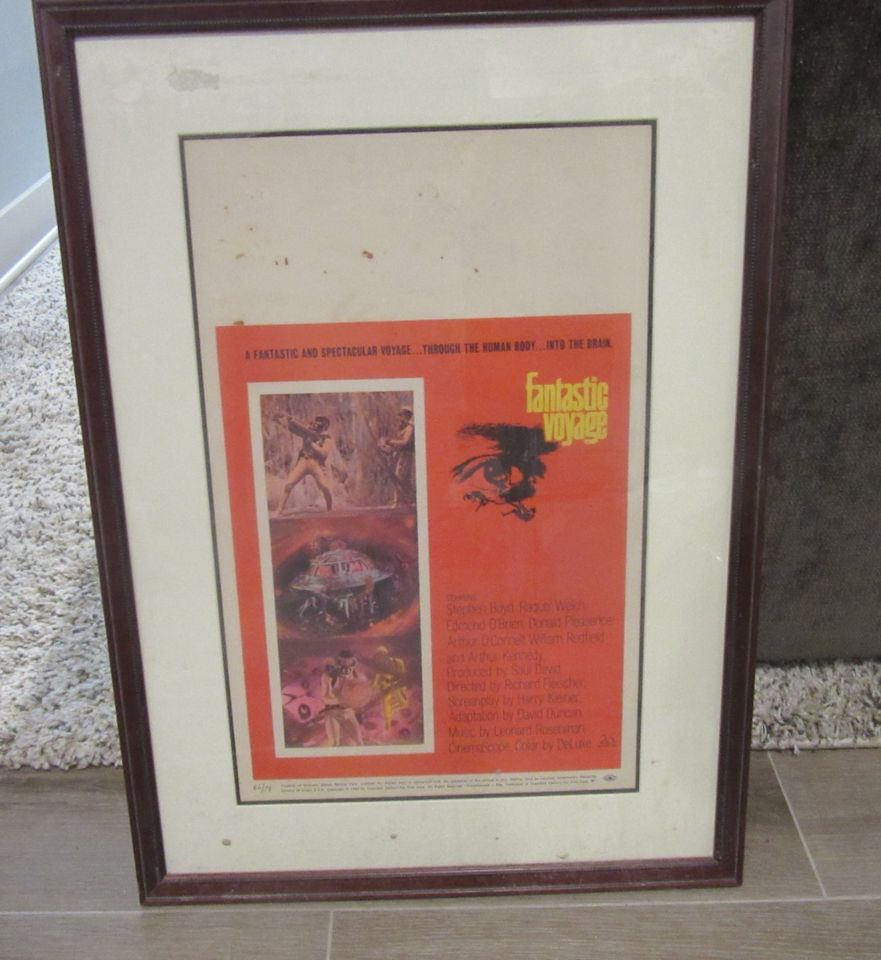 A FANTASTIC AND SPECTACULAR VOYAGE...THROUGH THE HUMAN BODY...INTO THE BRAIN.
fantastic
voyage
STARRING
Stephen Boyd Raquel Welch
Edmond O'Brien Donald Pleasence
Arthur O'Connell William Redfield
and Arthur Kennedy
Produced by Saul David
Directed by Richard Fleischer
Screenplay by Harry Kleiner
Adaptation by David Duncan
Music by Leonard Rosenman
CinemaScope Color by DeLuxe